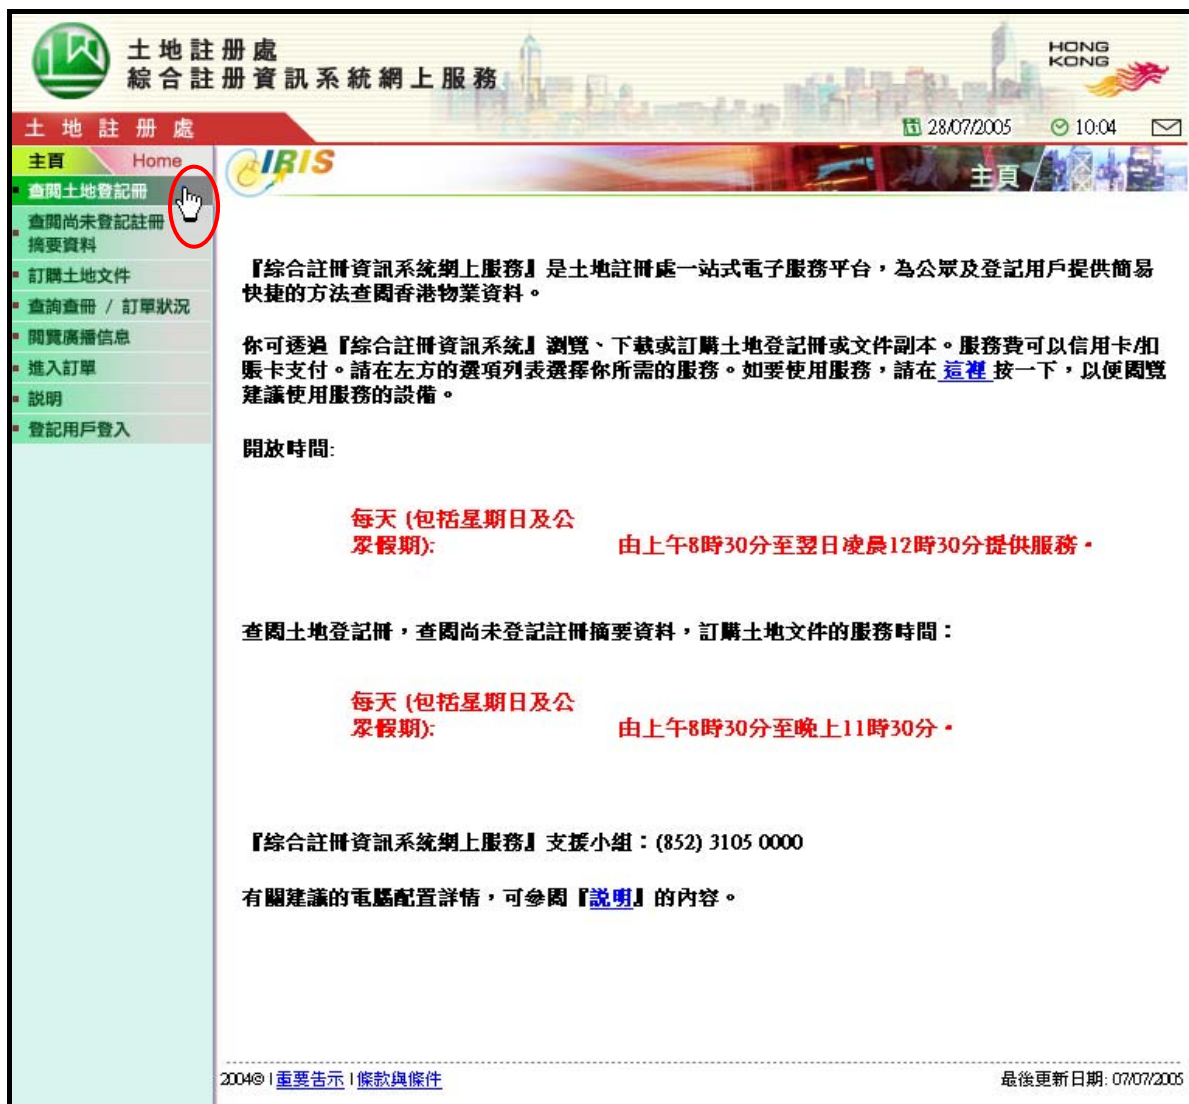 土地註冊處
綜合註冊資訊系統網上服務
HONG
KONG
土地註冊處
28/07/2005 10:04
主頁 Home
IRIS
主頁
查閱土地登記冊
查閱尚未登記註冊
摘要資料
訂購土地文件
查詢查冊 / 訂單狀況
閱覽廣播信息
進入訂單
説明
登記用戶登入
『綜合註冊資訊系統網上服務』是土地註冊處一站式電子服務平台，為公眾及登記用戶提供簡易
快捷的方法查閱香港物業資料。
你可透過『綜合註冊資訊系統』瀏覽、下載或訂購土地登記冊或文件副本。服務費可以信用卡/扣
賬卡支付。請在左方的選項列表選擇你所需的服務。如要使用服務，請在 這裡 按一下，以便閱覽
建議使用服務的設備。
開放時間:
每天 (包括星期日及公
眾假期):
由上午8時30分至翌日凌晨12時30分提供服務。
查閱土地登記冊，查閱尚未登記註冊摘要資料，訂購土地文件的服務時間：
每天 (包括星期日及公
眾假期):
由上午8時30分至晚上11時30分。
『綜合註冊資訊系統網上服務』支援小組：(852) 3105 0000
有關建議的電腦配置詳情，可參閱『説明』的內容。
2004© | 重要告示 | 條款與條件
最後更新日期: 07/07/2005